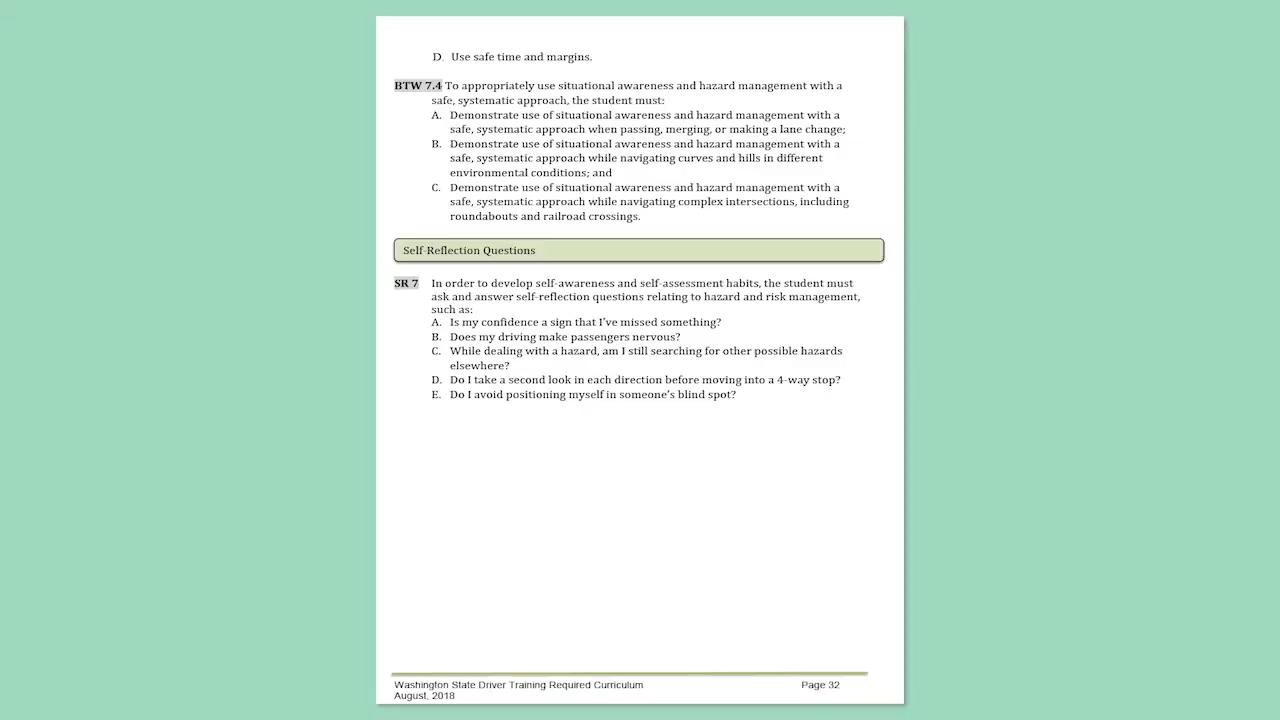 D. Use safe time and margins.
BTW 7.4 To appropriately use situational awareness and hazard management with a
safe, systematic approach, the student must:
A. Demonstrate use of situational awareness and hazard management with a
safe, systematic approach when passing, merging, or making a lane change;
B. Demonstrate use of situational awareness and hazard management with a
safe, systematic approach while navigating curves and hills in different
environmental conditions; and
C. Demonstrate use of situational awareness and hazard management with a
safe, systematic approach while navigating complex intersections, including
roundabouts and railroad crossings.
Self-Reflection Questions
SR 7 In order to develop self-awareness and self-assessment habits, the student must
ask and answer self-reflection questions relating to hazard and risk management,
such as:
A. Is my confidence a sign that I've missed something?
B. Does my driving make passengers nervous?
C. While dealing with a hazard, am I still searching for other possible hazards
elsewhere?
D. Do I take a second look in each direction before moving into a 4-way stop?
E. Do I avoid positioning myself in someone's blind spot?
Washington State Driver Training Required Curriculum Page 32
August, 2018